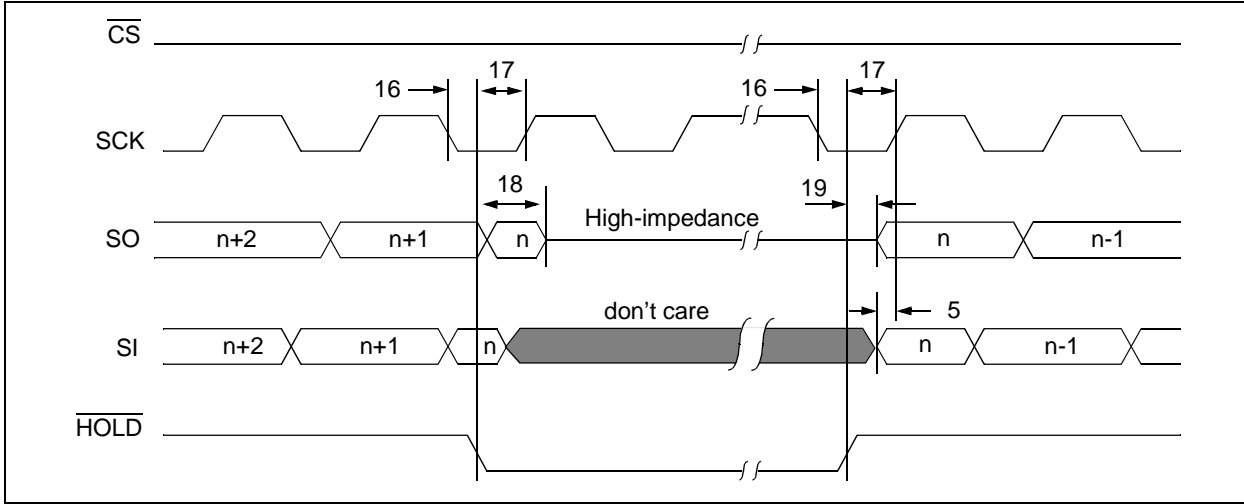 CS
16
17
16
17
SCK
18
19
High-impedance
SO
n+2
n+1
n
n
n-1
don't care
5
SI
n+2
n+1
n
n
n-1
HOLD